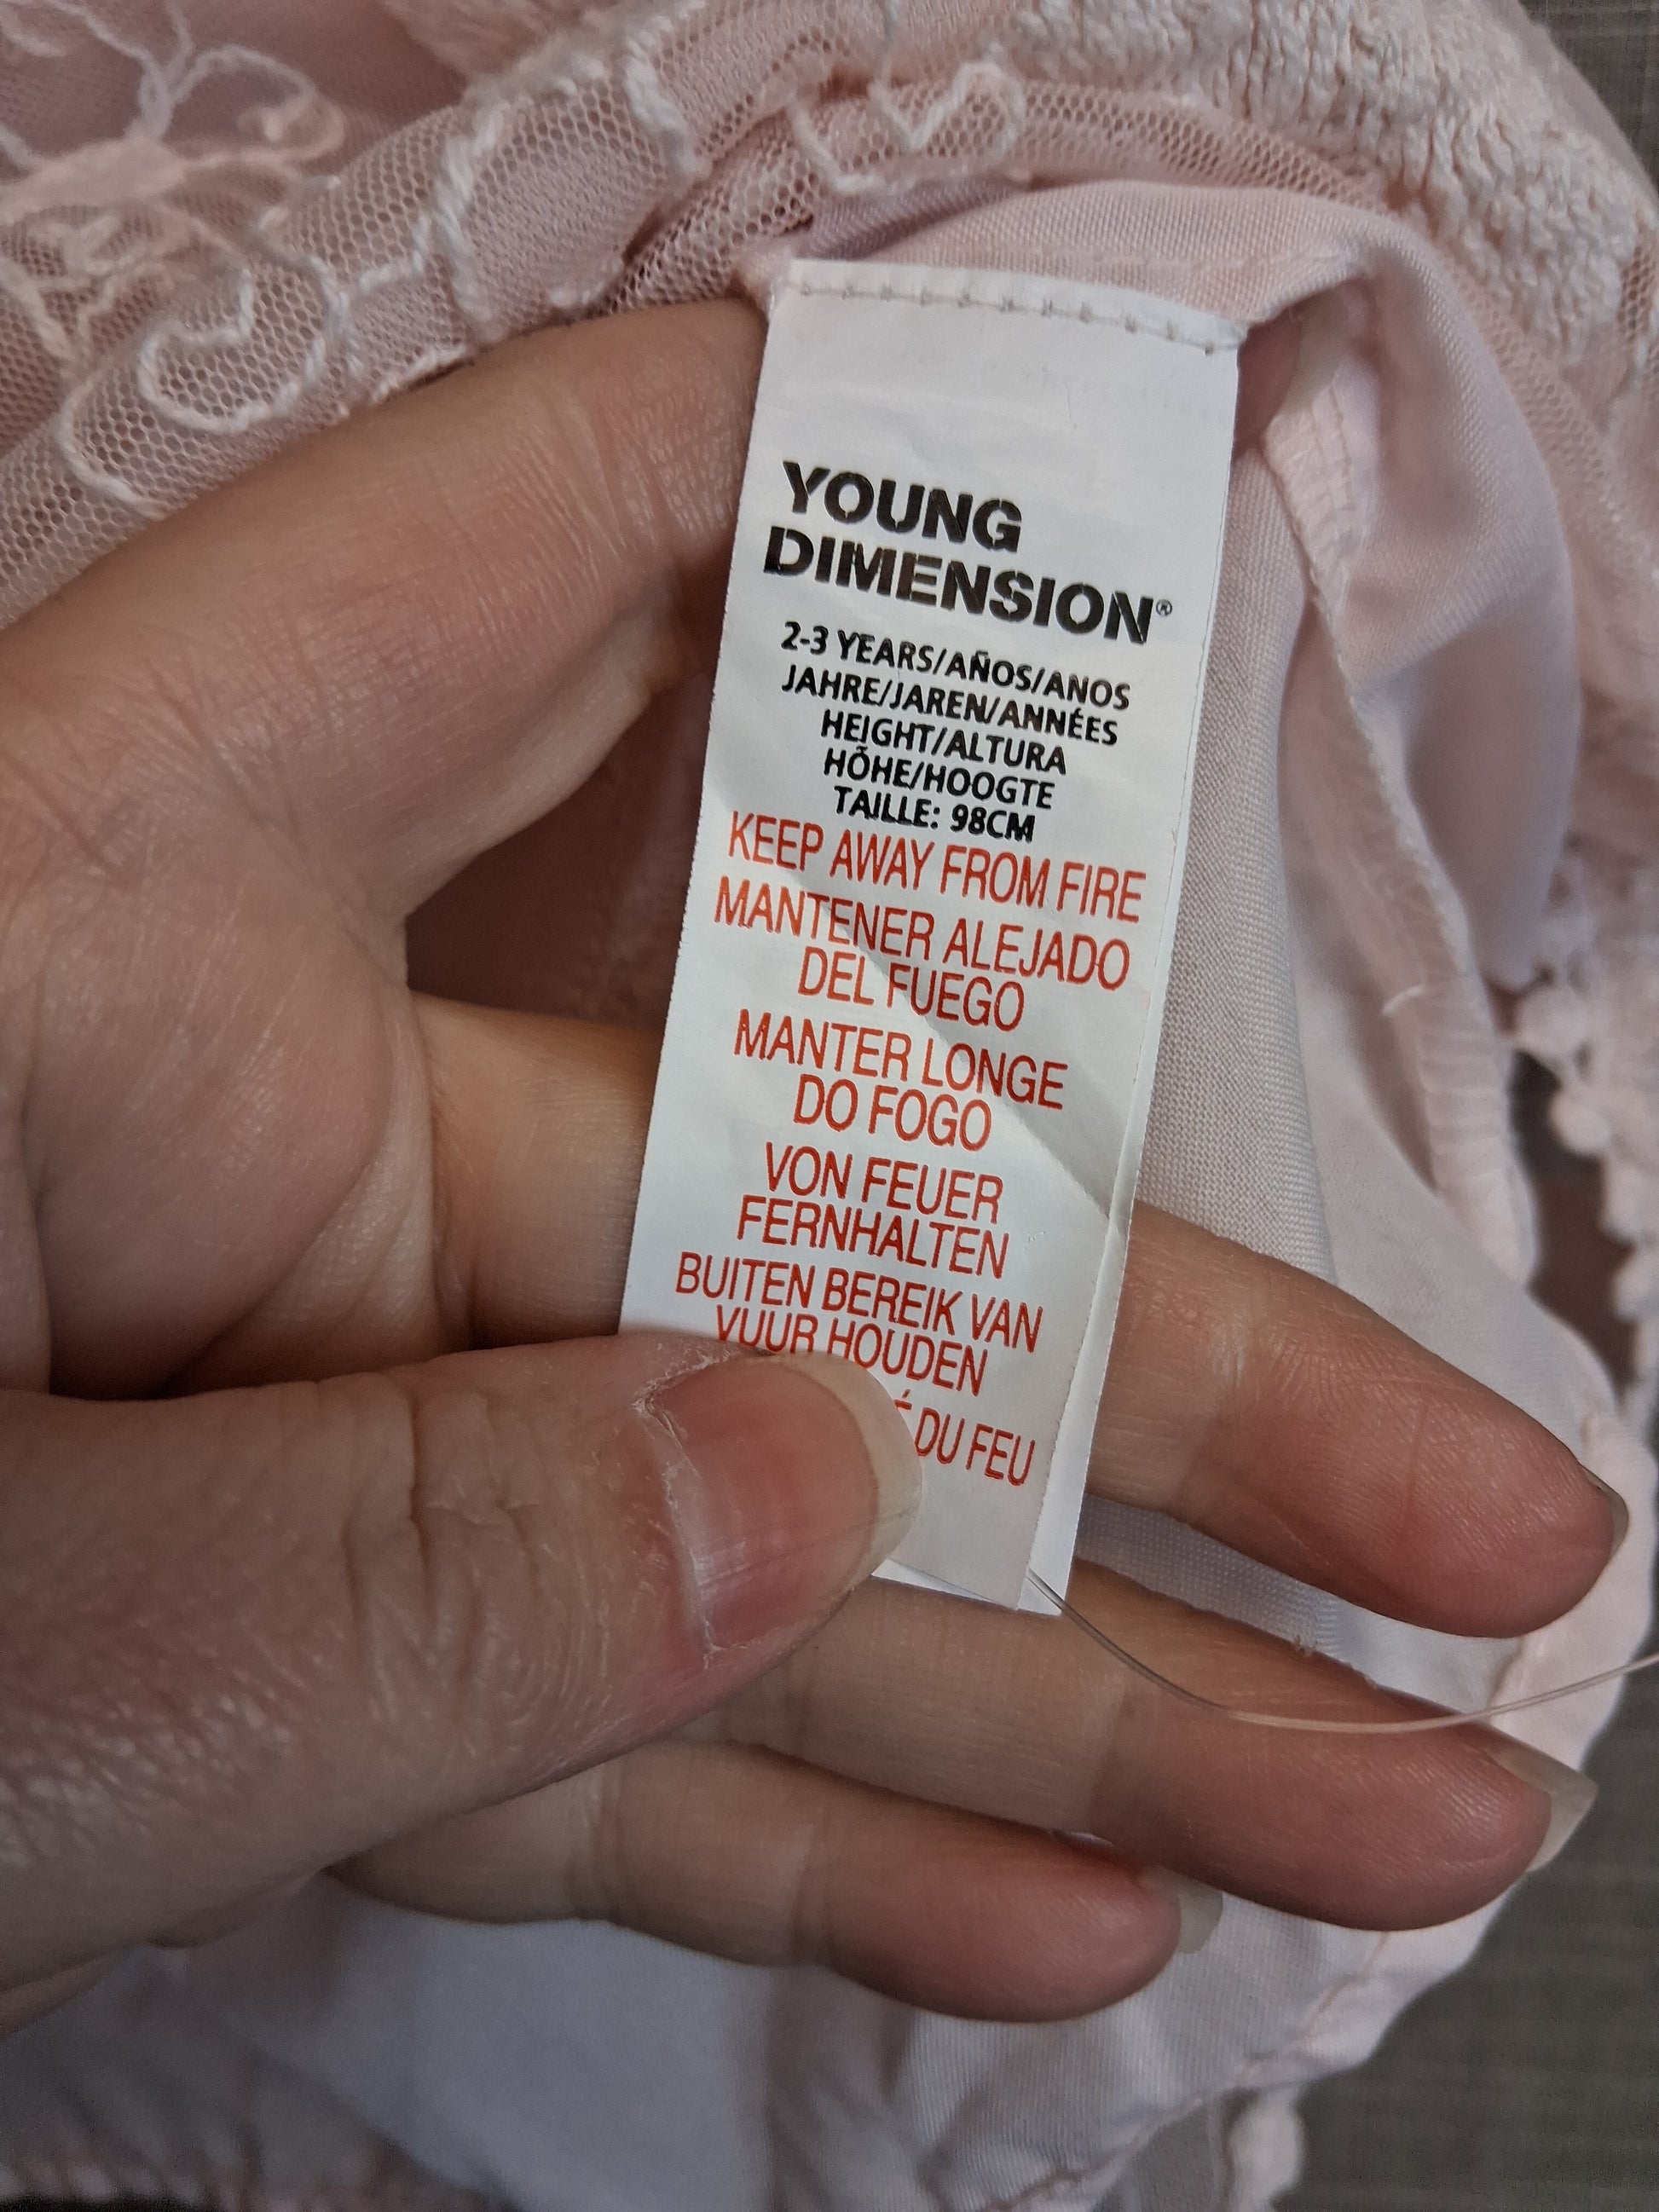 YOUNG
DIMENSION®
2-3 YEARS/AÑOS/ANOS
JAHRE/JAREN/ANNÉES
HEIGHT/ALTURA
HÕHE/HOOGTE
TAILLE: 98CM
KEEP AWAY FROM FIRE
MANTENER ALEJADO
DEL FUEGO
MANTER LONGE
DO FOGO
VON FEUER
FERNHALTEN
BUITEN BEREIK VAN
VUUR HOUDEN
DU FEU